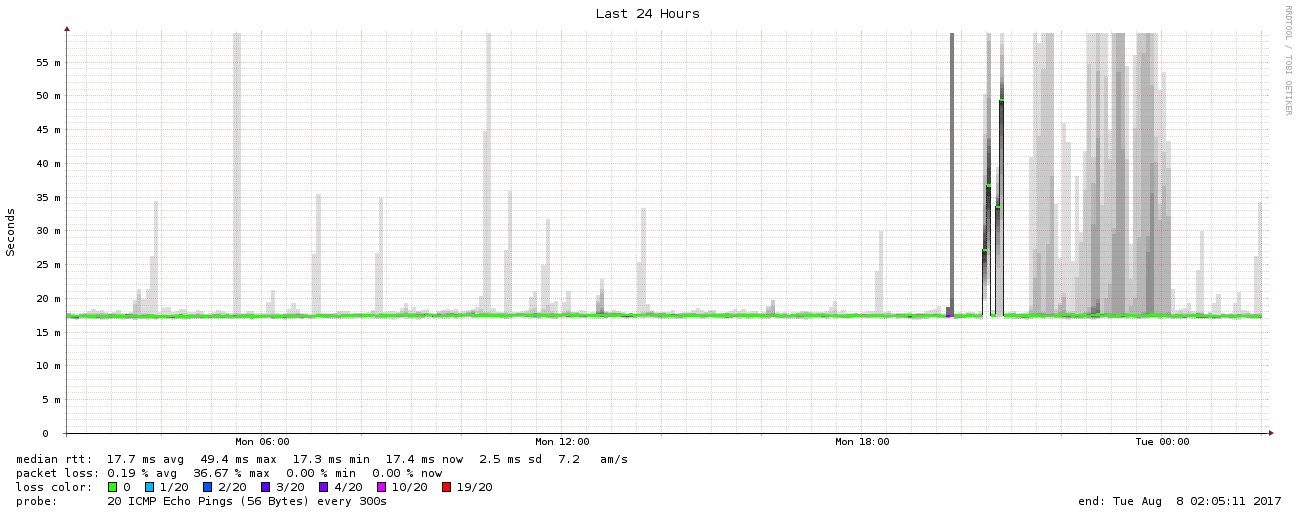 Last 24 Hours
RRDTOOL / TOBI OETIKER
Seconds
55 m
50 m
45 m
40 m
35 m
30 m
25 m
20 m
15 m
10 m
5 m
0
Mon 06:00 Mon 12:00 Mon 18:00 Tue 00:00
median rtt: 17.7 ms avg 49.4 ms max 17.3 ms min 17.4 ms now 2.5 ms sd 7.2 am/s
packet loss: 0.19 % avg 36.67 % max 0.00 % min 0.00 % now
loss color: 0 1/20 2/20 3/20 4/20 10/20 19/20
probe: 20 ICMP Echo Pings (56 Bytes) every 300s end: Tue Aug 8 02:05:11 2017